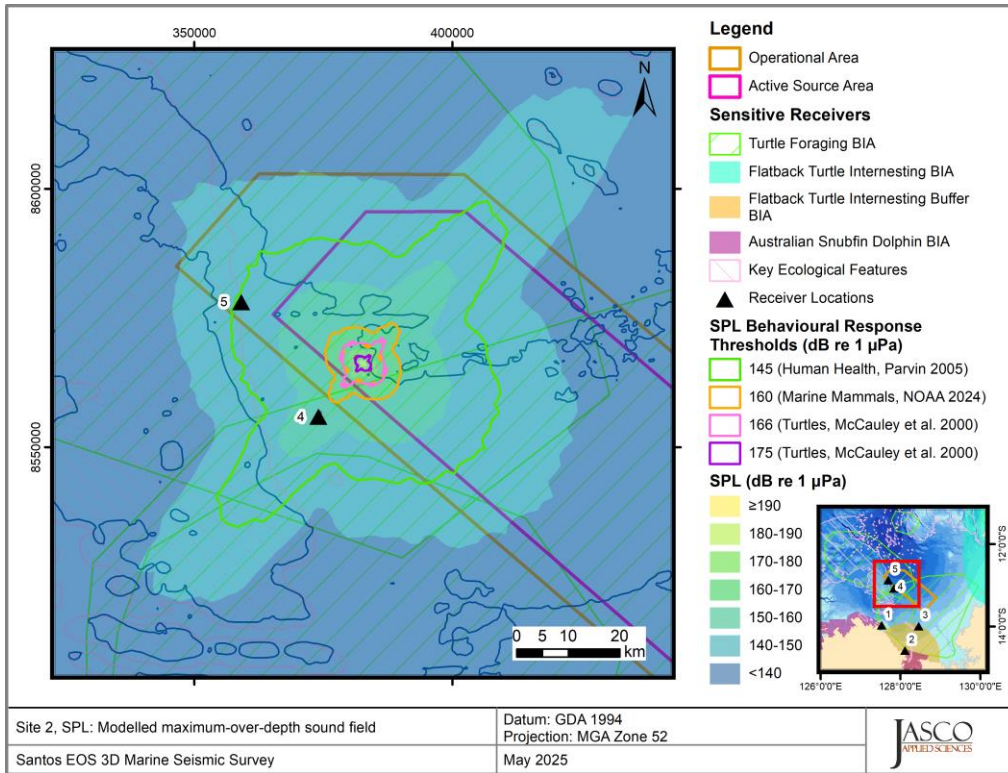 350000
400000
8600000
8550000
N
5
4
0 5 10 20
km
Legend
Operational Area
Active Source Area
Sensitive Receivers
Turtle Foraging BIA
Flatback Turtle Internesting BIA
Flatback Turtle Internesting Buffer
BIA
Australian Snubfin Dolphin BIA
Key Ecological Features
Receiver Locations
SPL Behavioural Response
Thresholds (dB re 1 µPa)
145 (Human Health, Parvin 2005)
160 (Marine Mammals, NOAA 2024)
166 (Turtles, McCauley et al. 2000)
175 (Turtles, McCauley et al. 2000)
SPL (dB re 1 µPa)
≥190
180-190
170-180
160-170
150-160
140-150
<140
5
4
1
3
2
12°0'0"S
14°0'0"S
126°0'0"E
128°0'0"E
130°0'0"E
Site 2, SPL: Modelled maximum-over-depth sound field
Datum: GDA 1994
Projection: MGA Zone 52
Santos EOS 3D Marine Seismic Survey
May 2025
JASCO
APPLIED SCIENCES